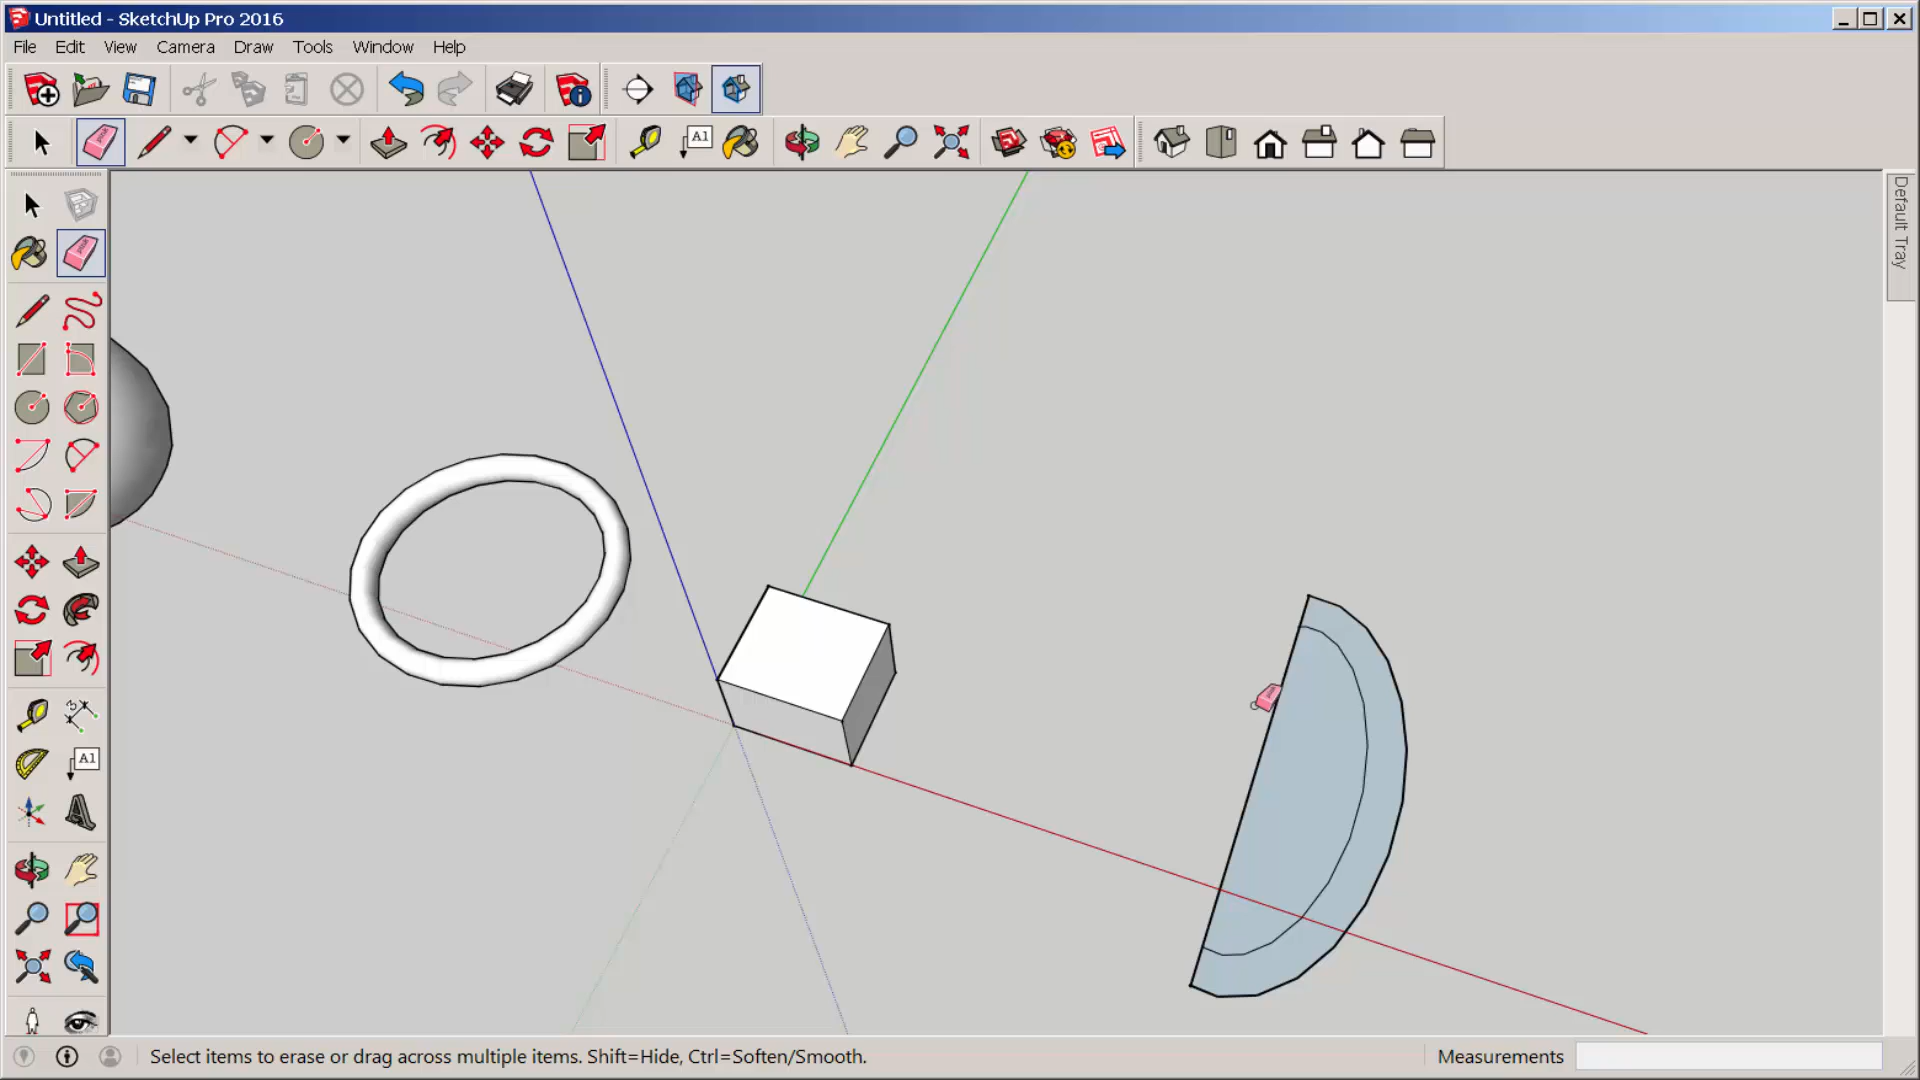 Untitled - SketchUp Pro 2016
File Edit View Camera Draw Tools Window Help
A1
Default Tray
A1
Select items to erase or drag across multiple items. Shift=Hide, Ctrl=Soften/Smooth.
Measurements